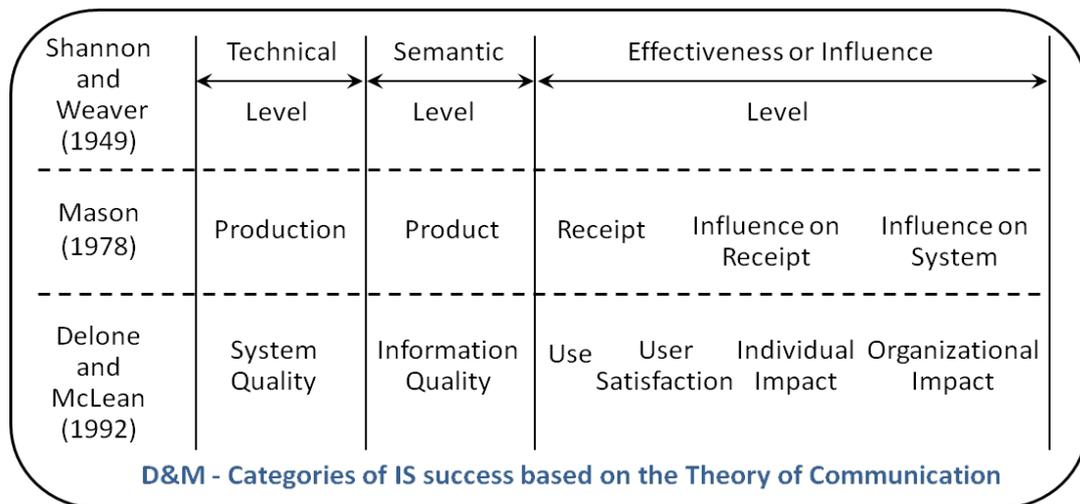 Shannon
and
Weaver
(1949)
Technical
Level
Semantic
Level
Effectiveness or Influence
Level
Mason
(1978)
Production
Product
Receipt
Influence on
Receipt
Influence on
System
Delone
and
McLean
(1992)
System
Quality
Information
Quality
Use
User
Satisfaction
Individual
Impact
Organizational
Impact
D&M - Categories of IS success based on the Theory of Communication